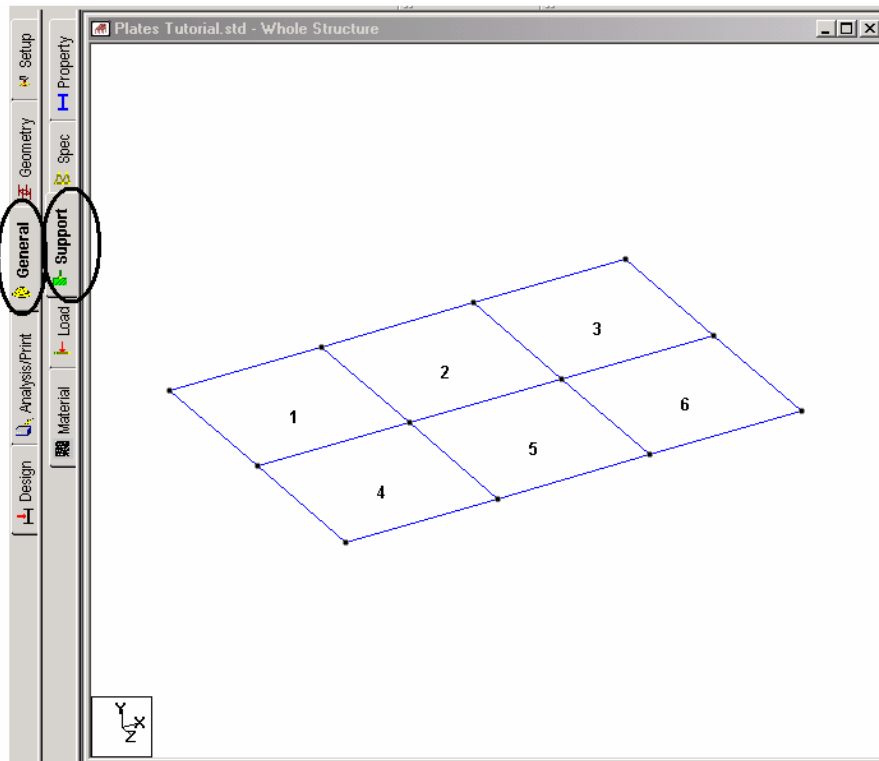 Plates Tutorial.std - Whole Structure
Setup
Geometry
General
Analysis/Print
Design
Property
Spec
Support
Load
Material
3
2
1
6
5
4
Y
X
Z